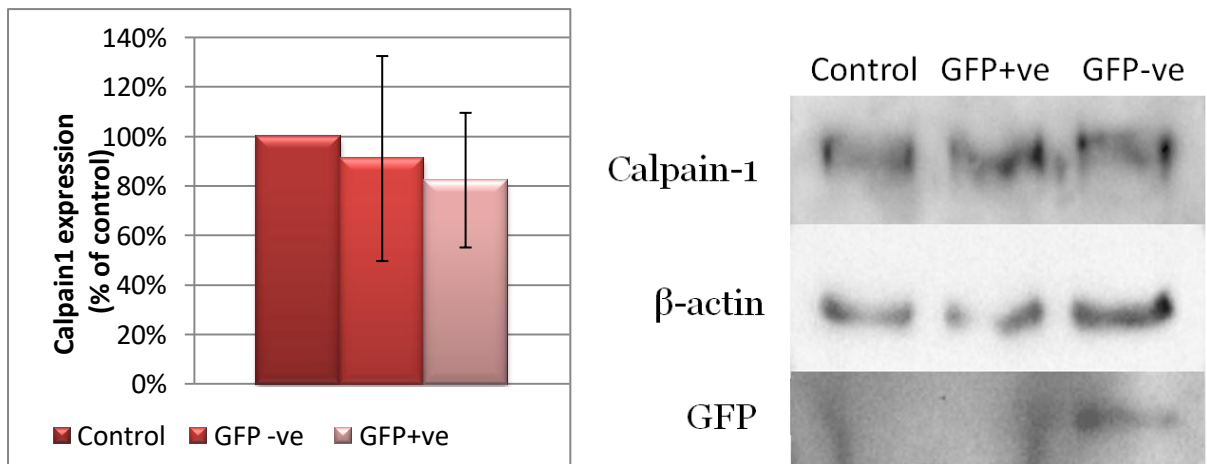 Calpain1 expression
(% of control)
140%
120%
100%
80%
60%
40%
20%
0%
Control GFP -ve GFP+ve
Control GFP+ve GFP-ve
Calpain-1
β-actin
GFP